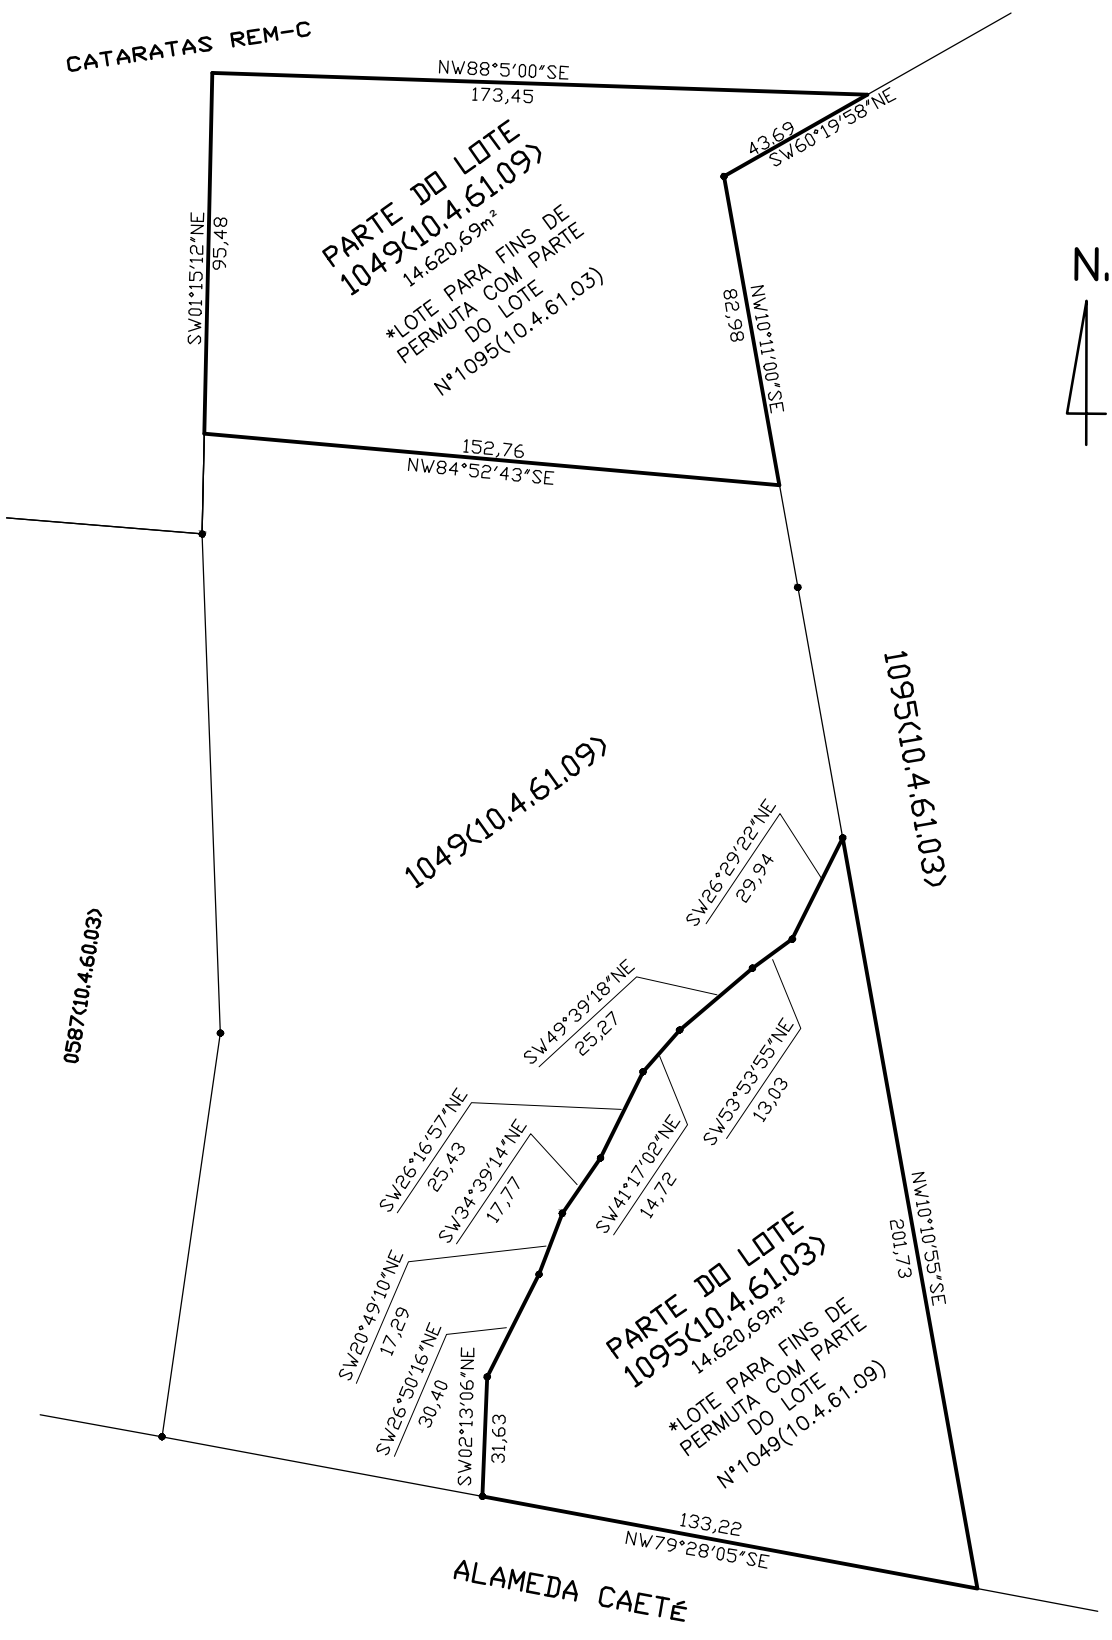 CATARATAS REM-C
NW88°5'00"SE
173,45
43,69
SW60°19'58"NE
SW01°15'12"NE
95,48
PARTE DO LOTE
1049(10.4.61.09)
14.620,69m²
*LOTE PARA FINS DE
PERMUTA COM PARTE
DO LOTE
N°1095(10.4.61.03)
82,98
NW10°11'00"SE
N.
152,76
NW84°52'43"SE
1095(10.4.61.03)
1049(10.4.61.09)
0587(10.4.60.03)
SW26°29'22"NE
29,94
SW49°39'18"NE
25,27
SW53°53'55"NE
13,03
SW26°16'57"NE
25,43
SW34°39'14"NE
17,77
SW41°17'02"NE
14,72
SW20°49'10"NE
17,29
SW26°50'16"NE
30,40
SW02°13'06"NE
31,63
PARTE DO LOTE
1095(10.4.61.03)
14.620,69m²
*LOTE PARA FINS DE
PERMUTA COM PARTE
DO LOTE
N°1049(10.4.61.09)
NW10°10'55"SE
201,73
133,22
NW79°28'05"SE
ALAMEDA CAETÉ